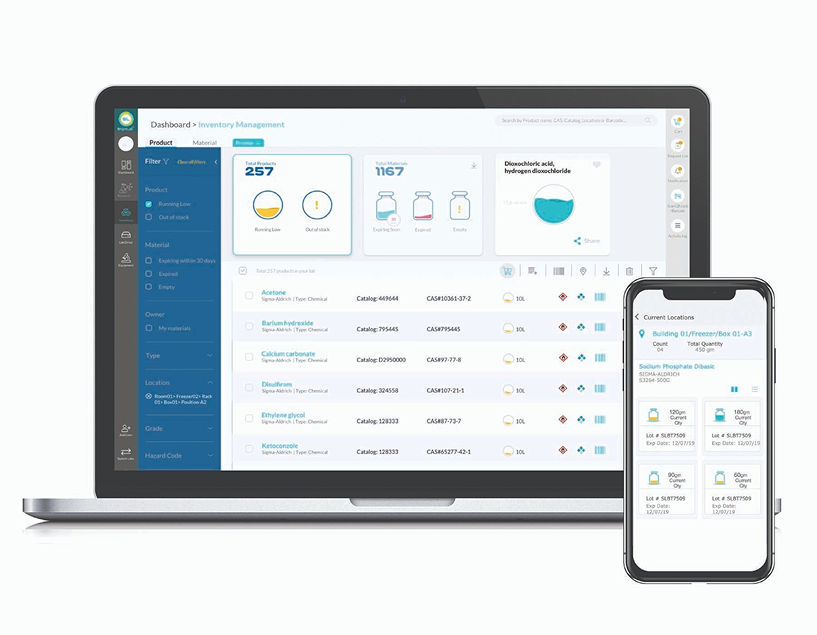 Dashboard > Inventory Management
Search by Product name, CAS, Catalog, Location or Barcode...
Product Material
Filter Clear all filters
Product
Running Low
Out of stock
Material
Expiring within 30 days
Expired
Empty
Owner
My materials
Type
Location
Room01> Freezer02> Rack
01> Box01> Position-A2
Grade
Hazard Code
Total Products
257
Running Low Out of stock
Total Materials
1167
Expiring Soon Expired Empty
Dioxochloric acid,
hydrogen dioxochloride
Share
Total 257 products in your lab
Acetone
Sigma-Aldrich | Type: Chemical Catalog: 449644 CAS#10361-37-2 10L
Barium hydroxide
Sigma-Aldrich | Type: Chemical Catalog: 795445 CAS#795445 10L
Calcium carbonate
Sigma-Aldrich | Type: Chemical Catalog: D2950000 CAS#97-77-8 10L
Disulfiram
Sigma-Aldrich | Type: Chemical Catalog: 324558 CAS#107-21-1 10L
Ethylene glycol
Sigma-Aldrich | Type: Chemical Catalog: 128333 CAS#87-73-7 10L
Ketoconzole
Sigma-Aldrich | Type: Chemical Catalog: 128333 CAS#65277-42-1 10L
Cart
Current Locations
Building 01/Freezer/Box 01-A3
Count Total Quantity
04 450 gm
Sodium Phosphate Dibasic
SIGMA-ALDRICH
S3264-500G
120gm
Current
Qty
Lot # SLBT7509
Exp Date: 12/07/19
180gm
Current
Qty
Lot # SLBT7509
Exp Date: 12/07/19
90gm
Current
Qty
Lot # SLBT7509
Exp Date:
12/07/19
60gm
Current
Qty
Lot # SLBT7509
Exp Date:
12/07/19